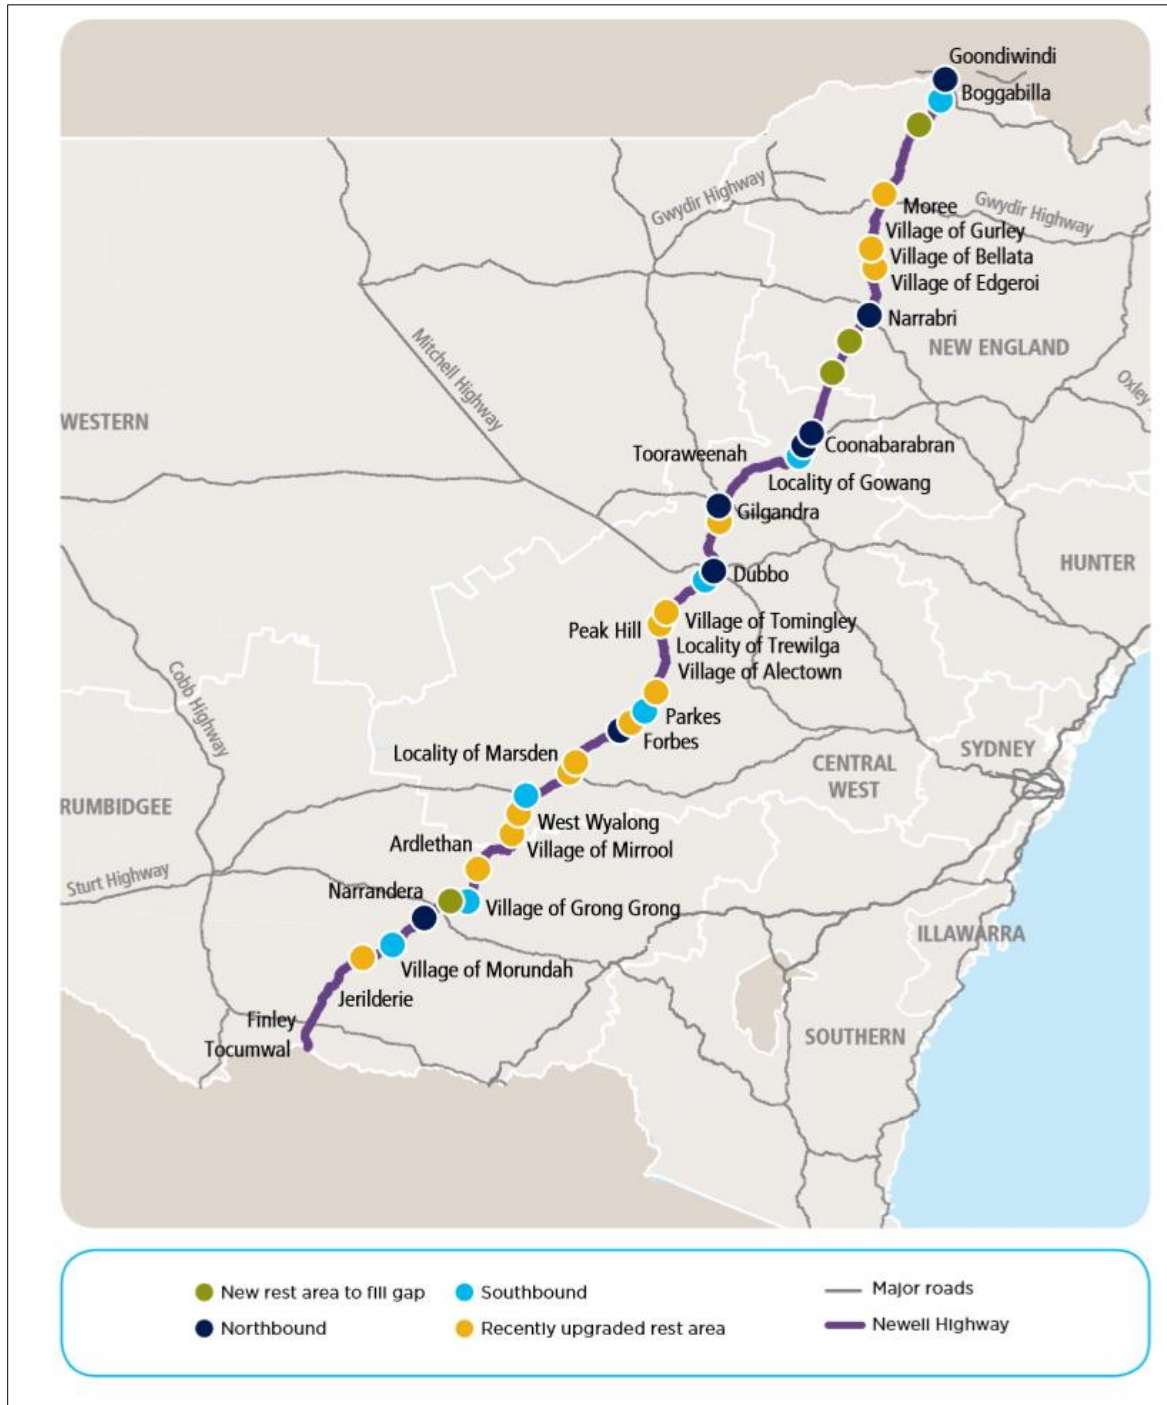 Goondiwindi
Boggabilla
Gwydir Highway
Gwydir Highway
Moree
Village of Gurley
Village of Bellata
Village of Edgeroi
Narrabri
NEW ENGLAND
Mitchell Highway
Oxley
WESTERN
Tooraweenah
Coonabarabran
Locality of Gowang
Gilgandra
HUNTER
Dubbo
Peak Hill
Village of Tomingley
Locality of Trewilga
Village of Alectown
Cobb Highway
Parkes
Forbes
Locality of Marsden
SYDNEY
CENTRAL
WEST
RUMBIDGEE
West Wyalong
Ardlethan
Village of Mirrool
Sturt Highway
Narrandera
Village of Grong Grong
ILLAWARRA
Village of Morundah
Jerilderie
Finley
SOUTHERN
Tocumwal
New rest area to fill gap
Southbound
Major roads
Northbound
Recently upgraded rest area
Newell Highway